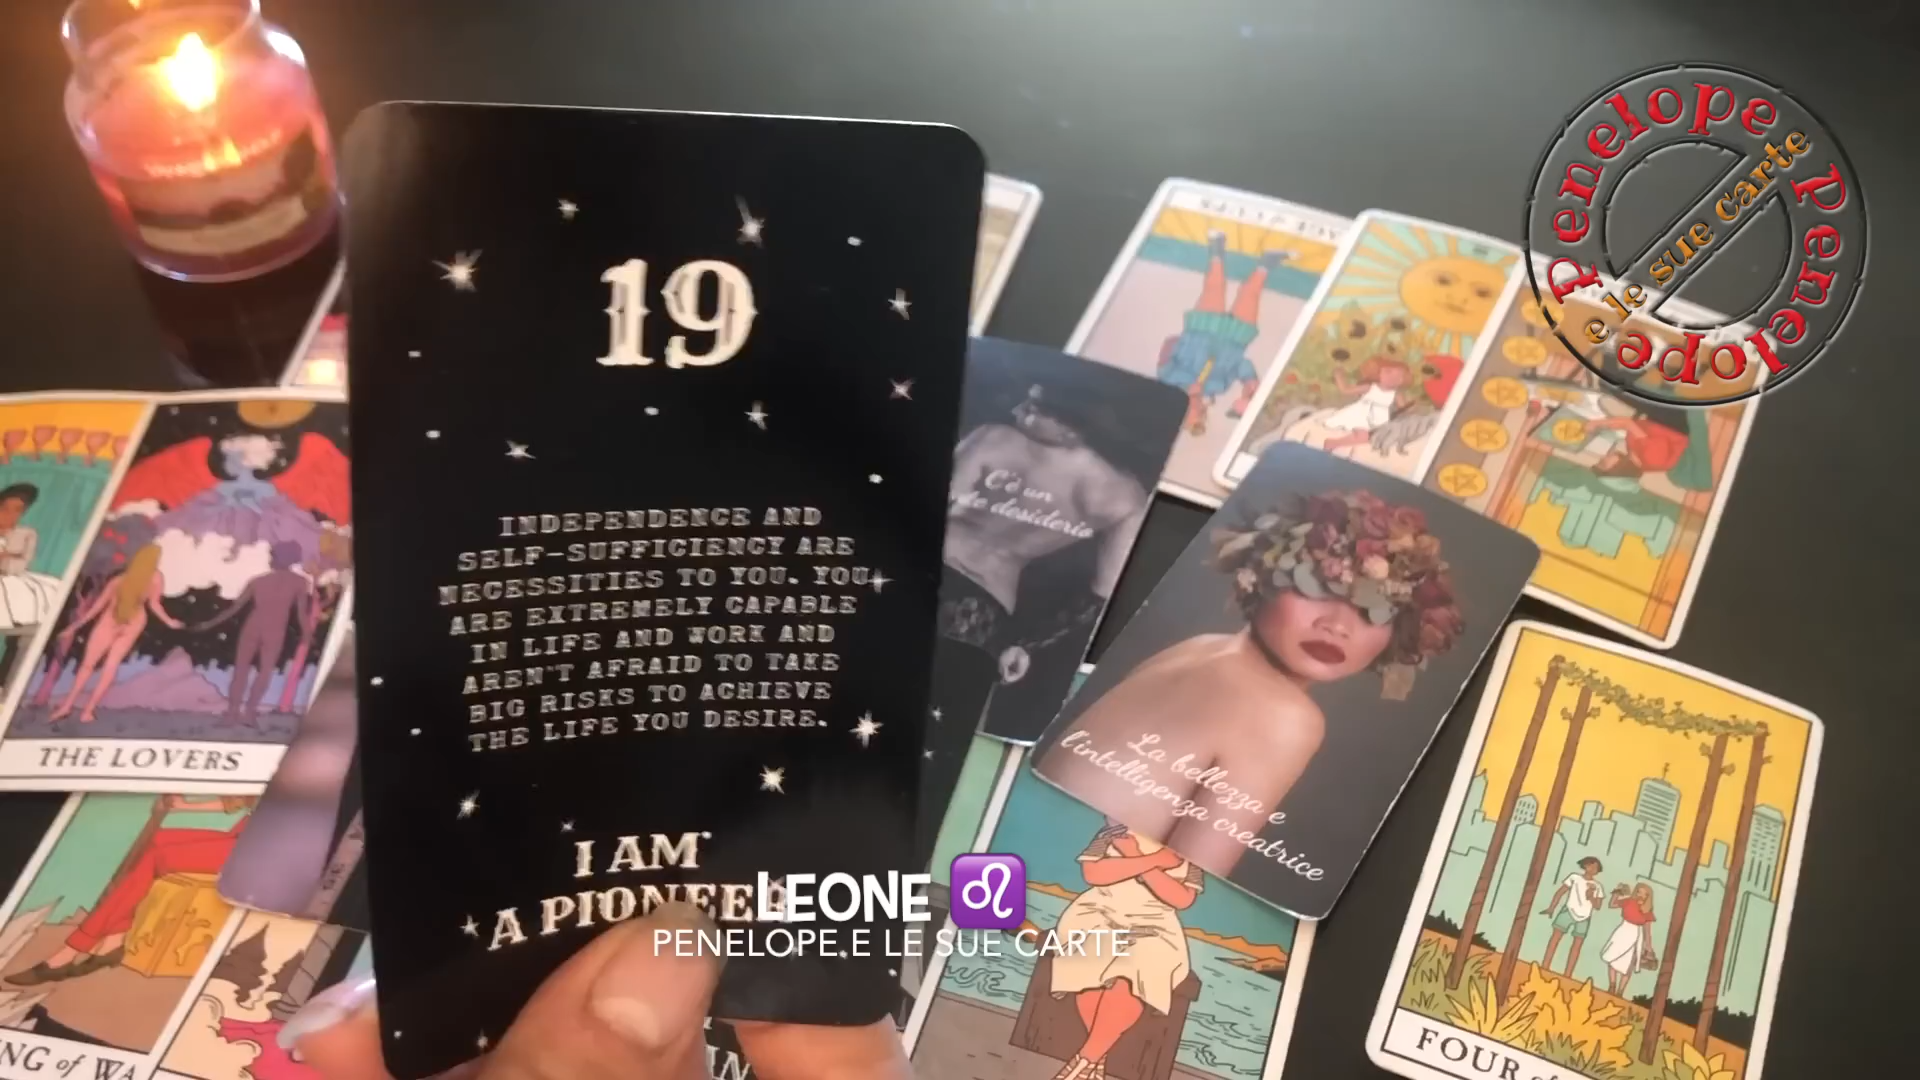 Penelope
e le sue carte
Penelope
19
INDEPENDENCE AND
SELF-SUFFICIENCY ARE
NECESSITIES TO YOU. YOU
ARE EXTREMELY CAPABLE
IN LIFE AND WORK AND
AREN'T AFRAID TO TAKE
BIG RISKS TO ACHIEVE
THE LIFE YOU DESIRE.
I AM
A PIONEER
C'è un
desiderio
La bellezza e
l'intelligenza creatrice
THE LOVERS
LEONE ♌
PENELOPE.E LE SUE CARTE
FOUR of